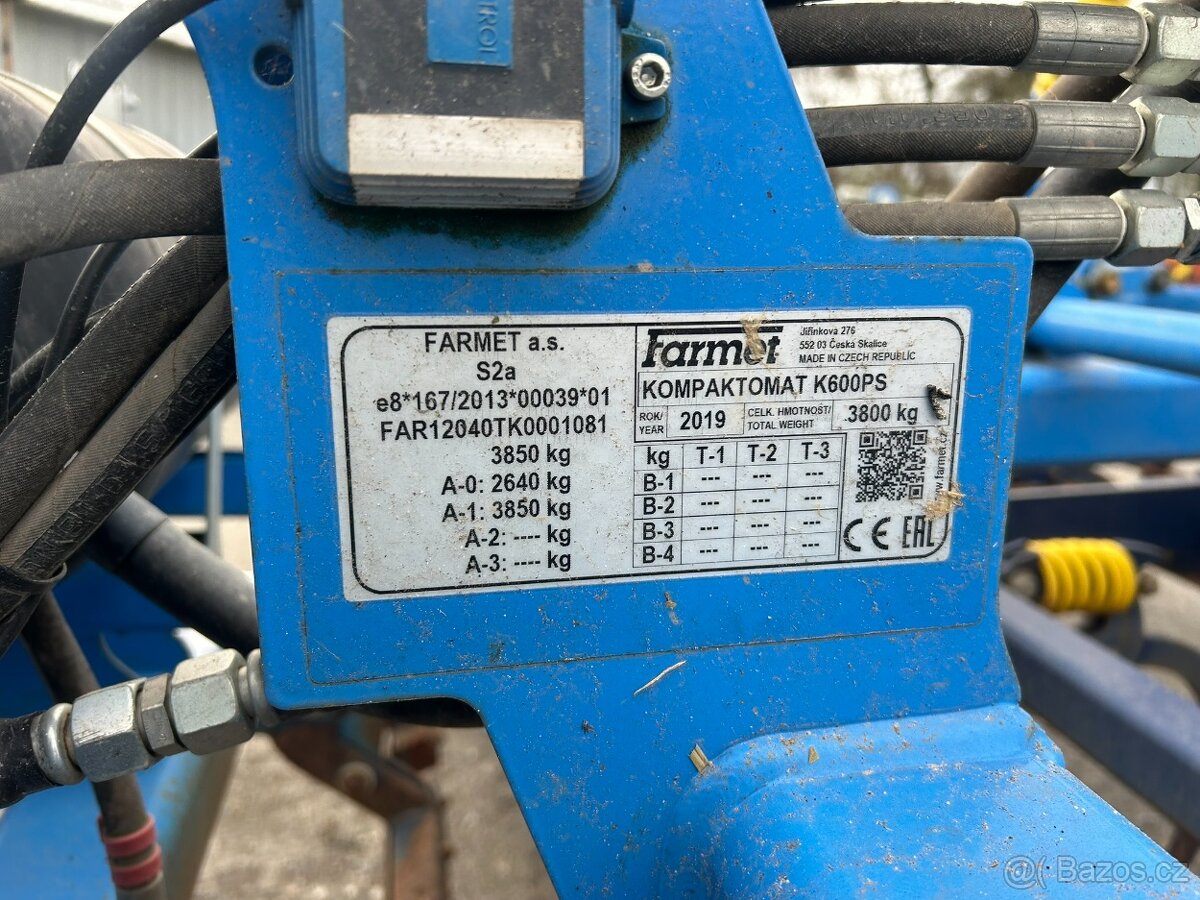 TROL
FARMET a.s.
S2a
e8*167/2013*00039*01
FAR12040TK0001081
3850 kg
A-0: 2640 kg
A-1: 3850 kg
A-2: ---- kg
A-3: ---- kg
Farmet
Jiřinkova 276
552 03 Česká Skalice
MADE IN CZECH REPUBLIC
KOMPAKTOMAT K600PS
ROK/ YEAR 2019 CELK. HMOTNOST/ TOTAL WEIGHT 3800 kg
kg T-1 T-2 T-3
B-1 --- --- ---
B-2 --- --- ---
B-3 --- --- ---
B-4 --- --- ---
www.farmet.cz
CE EAC
Bazos.cz